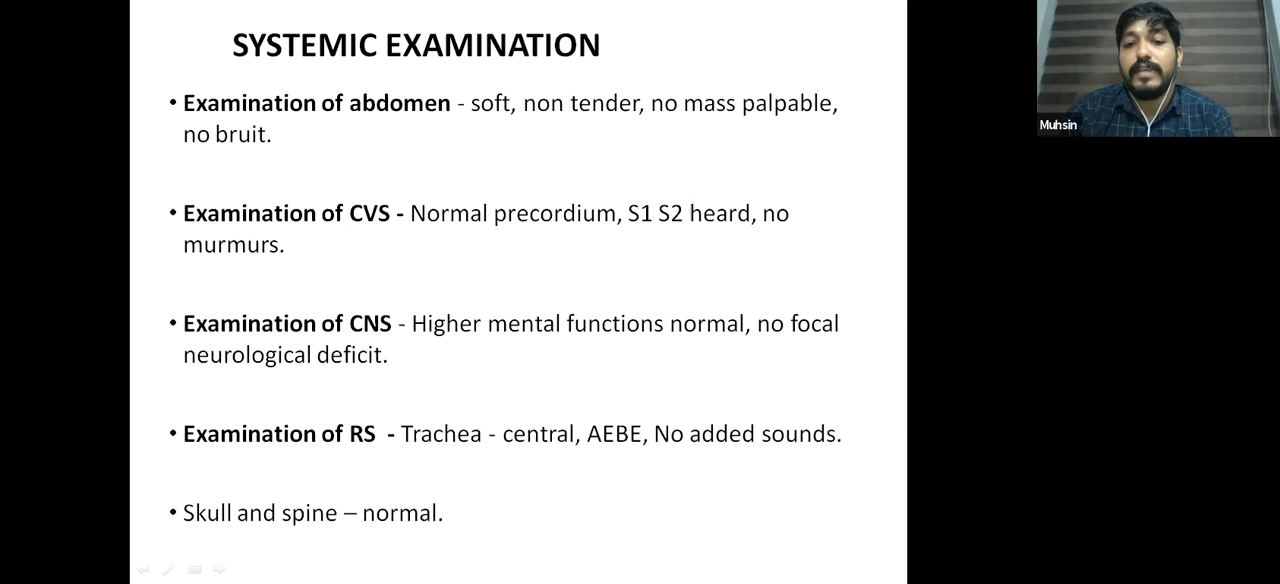 SYSTEMIC EXAMINATION
• Examination of abdomen - soft, non tender, no mass palpable,
no bruit.
• Examination of CVS - Normal precordium, S1 S2 heard, no
murmurs.
• Examination of CNS - Higher mental functions normal, no focal
neurological deficit.
• Examination of RS - Trachea - central, AEBE, No added sounds.
• Skull and spine – normal.
Muhsin